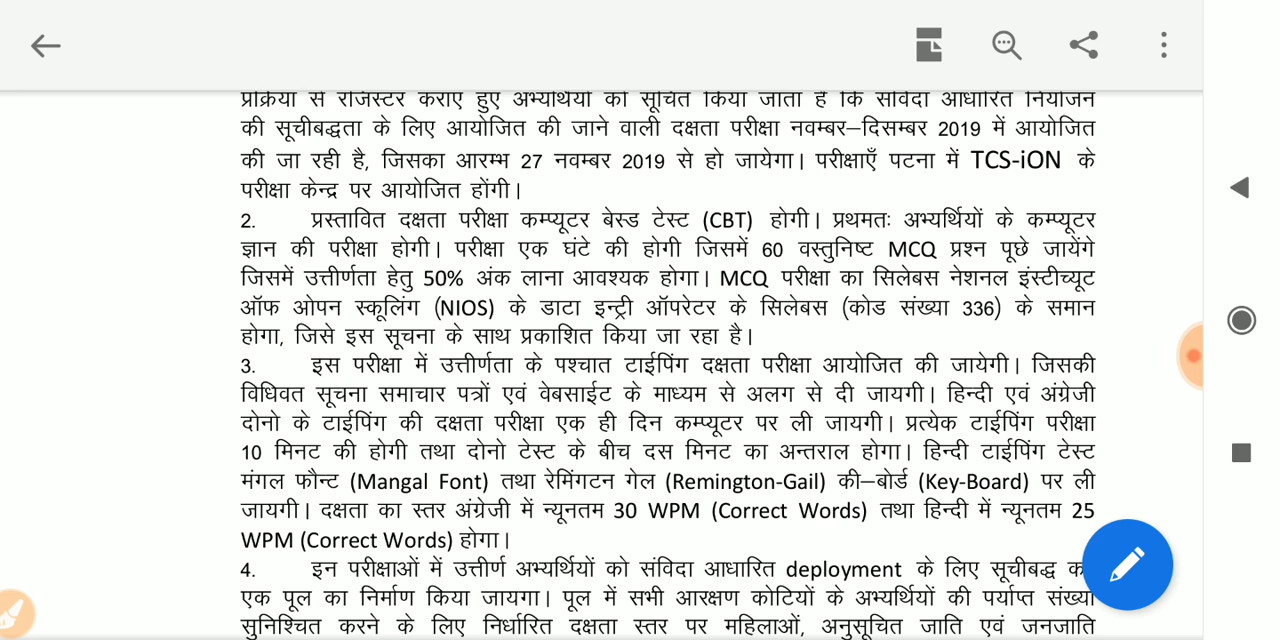 प्रक्रिया से रजिस्टर कराए हुए अभ्यर्थियों को सूचित किया जाता है कि संविदा आधारित नियोजन
की सूचीबद्धता के लिए आयोजित की जाने वाली दक्षता परीक्षा नवम्बर–दिसम्बर 2019 में आयोजित
की जा रही है, जिसका आरम्भ 27 नवम्बर 2019 से हो जायेगा। परीक्षाएँ पटना में TCS-iON के
परीक्षा केन्द्र पर आयोजित होंगी।
2. प्रस्तावित दक्षता परीक्षा कम्प्यूटर बेस्ड टेस्ट (CBT) होगी। प्रथमतः अभ्यर्थियों के कम्प्यूटर
ज्ञान की परीक्षा होगी। परीक्षा एक घंटे की होगी जिसमें 60 वस्तुनिष्ट MCQ प्रश्न पूछे जायेंगे
जिसमें उत्तीर्णता हेतु 50% अंक लाना आवश्यक होगा। MCQ परीक्षा का सिलेबस नेशनल इंस्टीच्यूट
ऑफ ओपन स्कूलिंग (NIOS) के डाटा इन्ट्री ऑपरेटर के सिलेबस (कोड संख्या 336) के समान
होगा, जिसे इस सूचना के साथ प्रकाशित किया जा रहा है।
3. इस परीक्षा में उत्तीर्णता के पश्चात टाईपिंग दक्षता परीक्षा आयोजित की जायेगी। जिसकी
विधिवत सूचना समाचार पत्रों एवं वेबसाईट के माध्यम से अलग से दी जायगी। हिन्दी एवं अंग्रेजी
दोनो के टाईपिंग की दक्षता परीक्षा एक ही दिन कम्प्यूटर पर ली जायगी। प्रत्येक टाईपिंग परीक्षा
10 मिनट की होगी तथा दोनो टेस्ट के बीच दस मिनट का अन्तराल होगा। हिन्दी टाईपिंग टेस्ट
मंगल फौन्ट (Mangal Font) तथा रेमिंगटन गेल (Remington-Gail) की–बोर्ड (Key-Board) पर ली
जायगी। दक्षता का स्तर अंग्रेजी में न्यूनतम 30 WPM (Correct Words) तथा हिन्दी में न्यूनतम 25
WPM (Correct Words) होगा।
4. इन परीक्षाओं में उत्तीर्ण अभ्यर्थियों को संविदा आधारित deployment के लिए सूचीबद्ध
एक पूल का निर्माण किया जायगा। पूल में सभी आरक्षण कोटियों के अभ्यर्थियों की पर्याप्त संख्या
सुनिश्चित करने के लिए निर्धारित दक्षता स्तर पर महिलाओं, अनुसूचित जाति एवं जनजाति